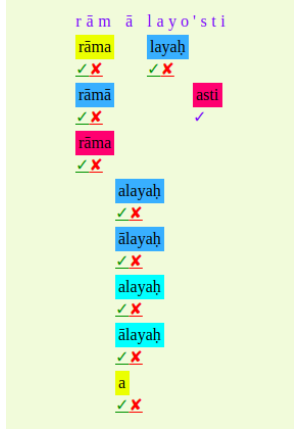 rām ā layo'sti
rāma layaḥ
✓✘ ✓✘
rāmā asti
✓✘ ✓
rāma
✓✘
alayaḥ
✓✘
ālayaḥ
✓✘
alayaḥ
✓✘
ālayaḥ
✓✘
a
✓✘